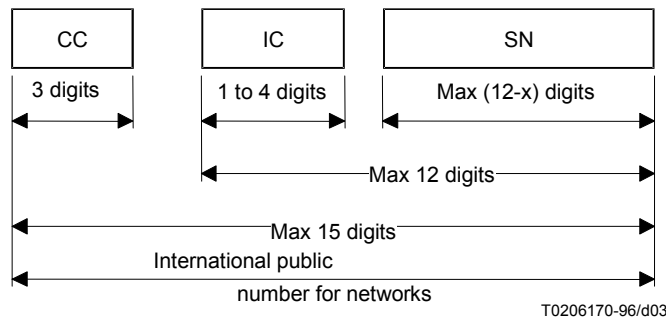 CC IC SN
3 digits 1 to 4 digits Max (12-x) digits
Max 12 digits
Max 15 digits
International public
number for networks
T0206170-96/d03